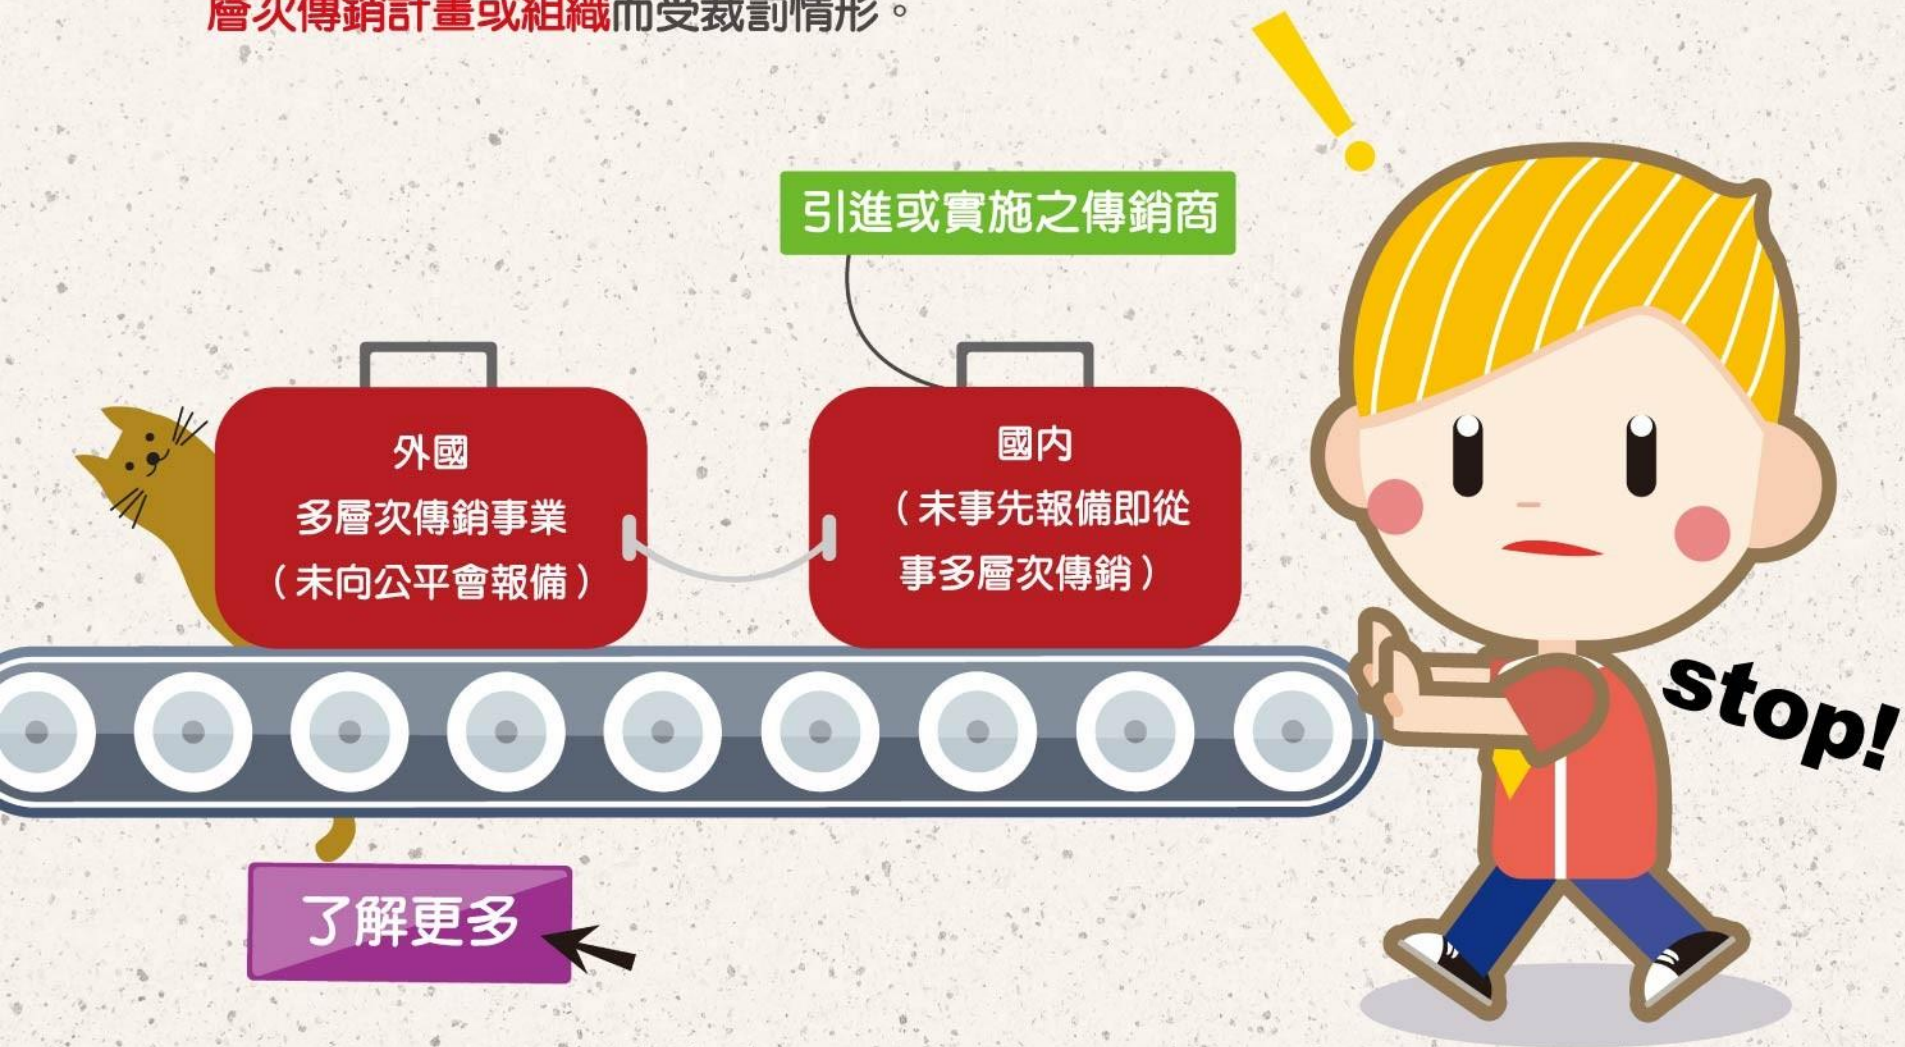 層次傳銷計畫或組織而受裁罰情形。
引進或實施之傳銷商
外國
多層次傳銷事業
（未向公平會報備）
國内
（未事先報備即從
事多層次傳銷）
stop!
了解更多